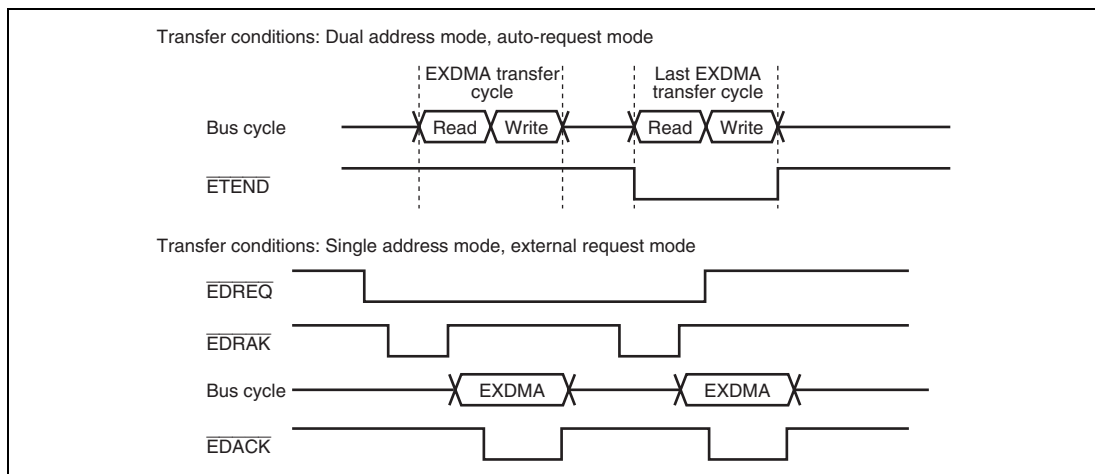 Transfer conditions: Dual address mode, auto-request mode
EXDMA transfer
cycle
Last EXDMA
transfer cycle
Bus cycle
Read
Write
Read
Write
ETEND
Transfer conditions: Single address mode, external request mode
EDREQ
EDRAK
Bus cycle
EXDMA
EXDMA
EDACK